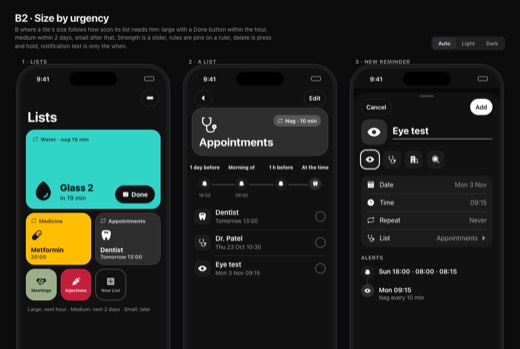 B2 · Size by urgency
B where a tile's size follows how soon its list needs him: large with a Done button within the hour,
medium within 2 days, small after that. Strength is a slider, rules are pins on a ruler, delete is press
and hold, notification text is only the when.
Auto
Light
Dark
1 · LISTS
9:41
Lists
Water · nag 15 min
Glass 2
in 19 min
Done
Medicine
Metformin
20:00
Appointments
Dentist
Tomorrow 13:00
Meetings
Injections
New List
Large: next hour · Medium: next 2 days · Small: later
2 · A LIST
9:41
Edit
Nag · 10 min
Appointments
1 day before
Morning of
1 h before
At the time
18:00
08:00
Dentist
Tomorrow 13:00
Dr. Patel
Thu 23 Oct 10:30
Eye test
Mon 3 Nov 09:15
3 · NEW REMINDER
9:41
Cancel
Add
Eye test
Date
Mon 3 Nov
Time
09:15
Repeat
Never
List
Appointments
ALERTS
Sun 18:00 · 08:00 · 08:15
Mon 09:15
Nag every 10 min